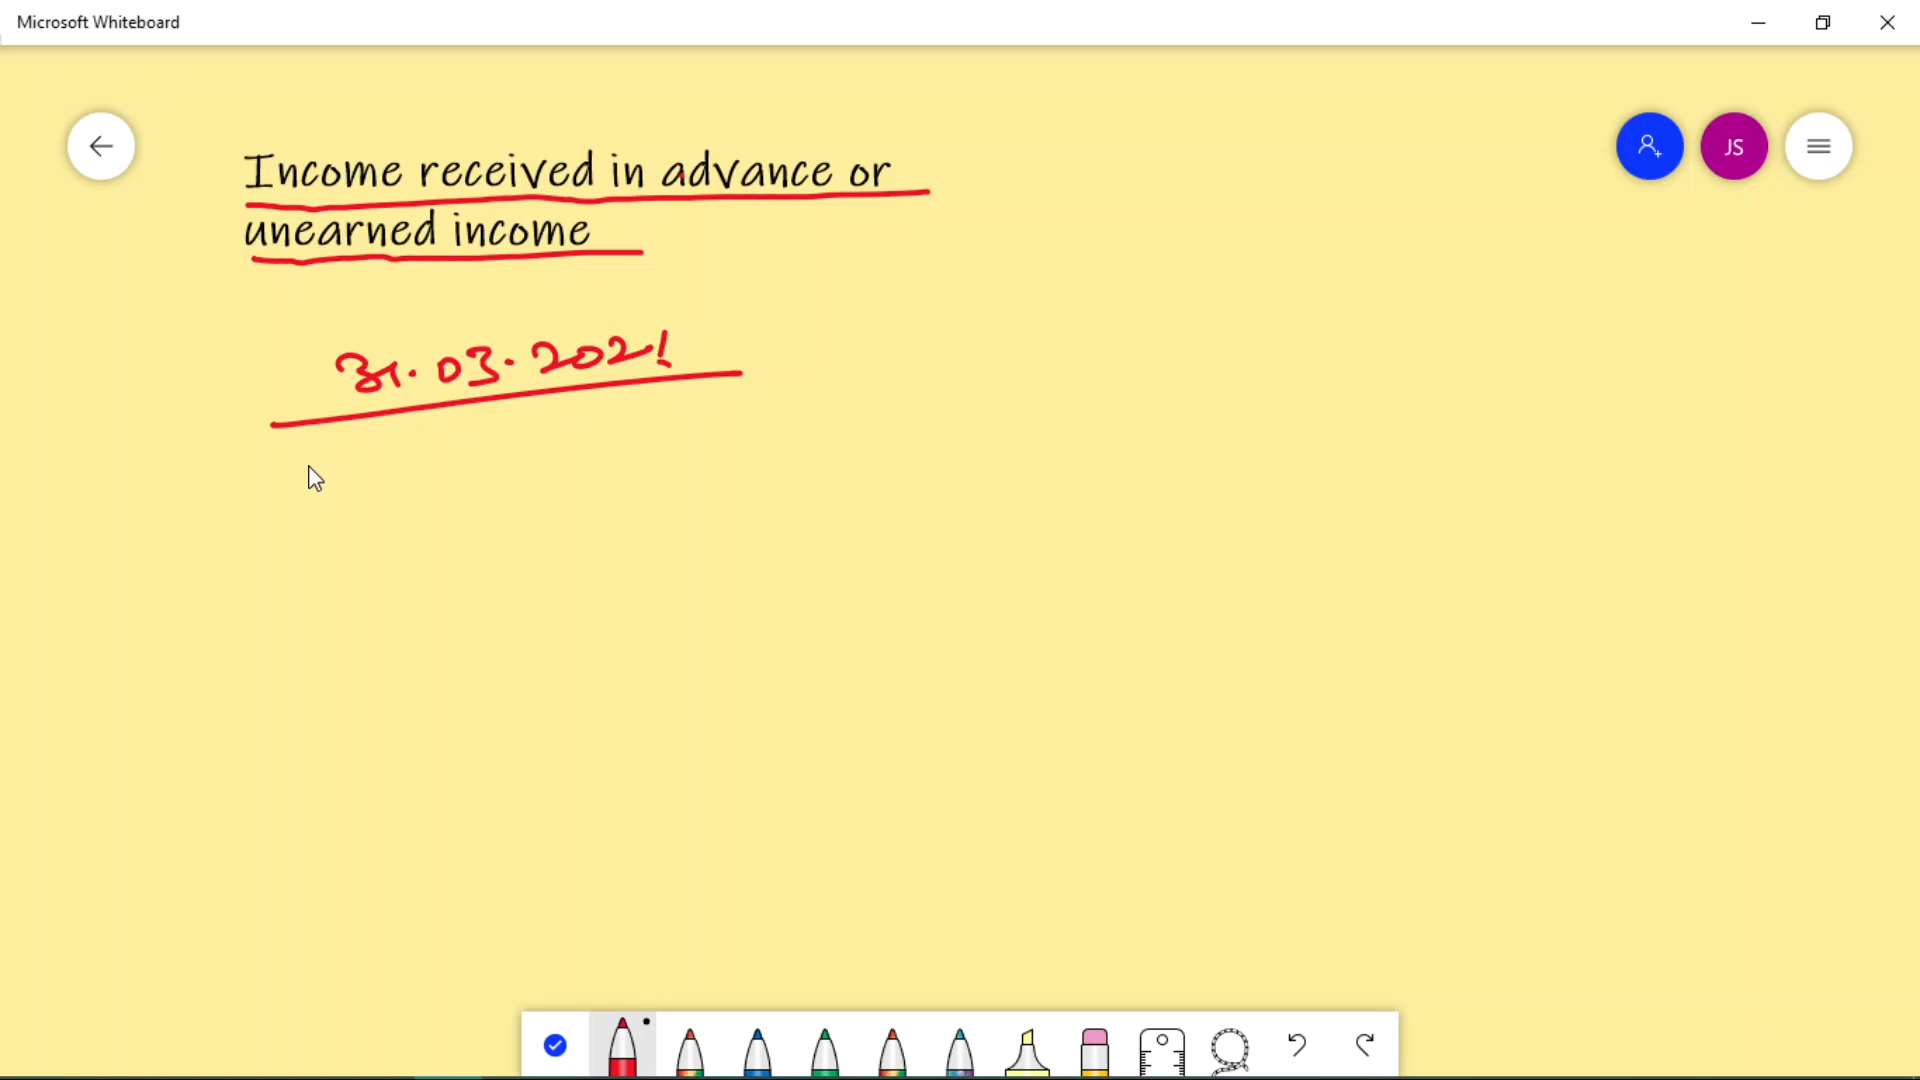 Microsoft Whiteboard
JS
Income received in advance or
unearned income
31.03.2021